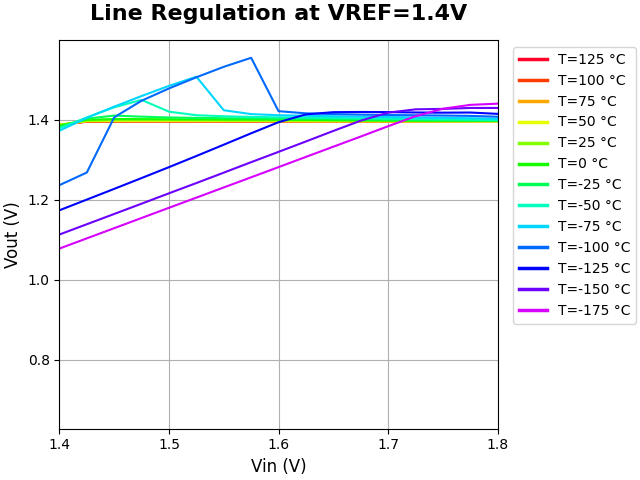 Line Regulation at VREF=1.4V
Vout (V)
1.4
1.2
1.0
0.8
1.4 1.5 1.6 1.7 1.8
Vin (V)
T=125 °C
T=100 °C
T=75 °C
T=50 °C
T=25 °C
T=0 °C
T=-25 °C
T=-50 °C
T=-75 °C
T=-100 °C
T=-125 °C
T=-150 °C
T=-175 °C